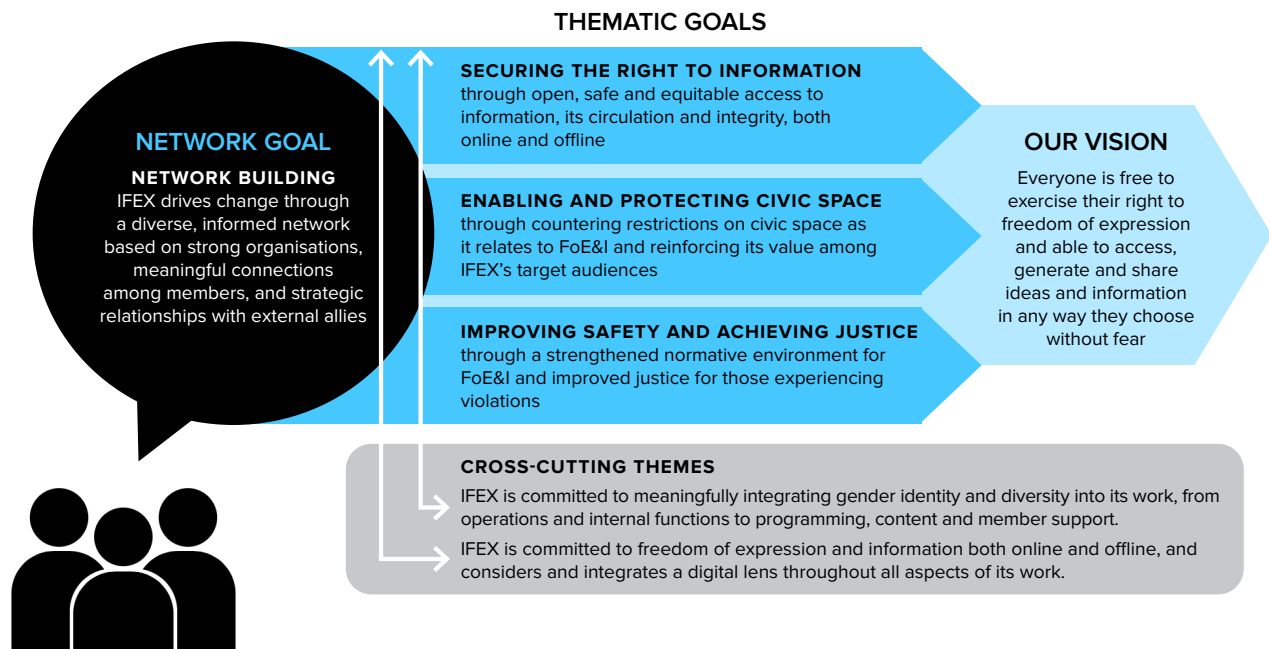 THEMATIC GOALS
NETWORK GOAL
NETWORK BUILDING
IFEX drives change through
a diverse, informed network
based on strong organisations,
meaningful connections
among members, and strategic
relationships with external allies
SECURING THE RIGHT TO INFORMATION
through open, safe and equitable access to
information, its circulation and integrity, both
online and offline
ENABLING AND PROTECTING CIVIC SPACE
through countering restrictions on civic space as
it relates to FoE&I and reinforcing its value among
IFEX's target audiences
IMPROVING SAFETY AND ACHIEVING JUSTICE
through a strengthened normative environment for
FoE&I and improved justice for those experiencing
violations
OUR VISION
Everyone is free to
exercise their right to
freedom of expression
and able to access,
generate and share
ideas and information
in any way they choose
without fear
CROSS-CUTTING THEMES
IFEX is committed to meaningfully integrating gender identity and diversity into its work, from
operations and internal functions to programming, content and member support.
IFEX is committed to freedom of expression and information both online and offline, and
considers and integrates a digital lens throughout all aspects of its work.